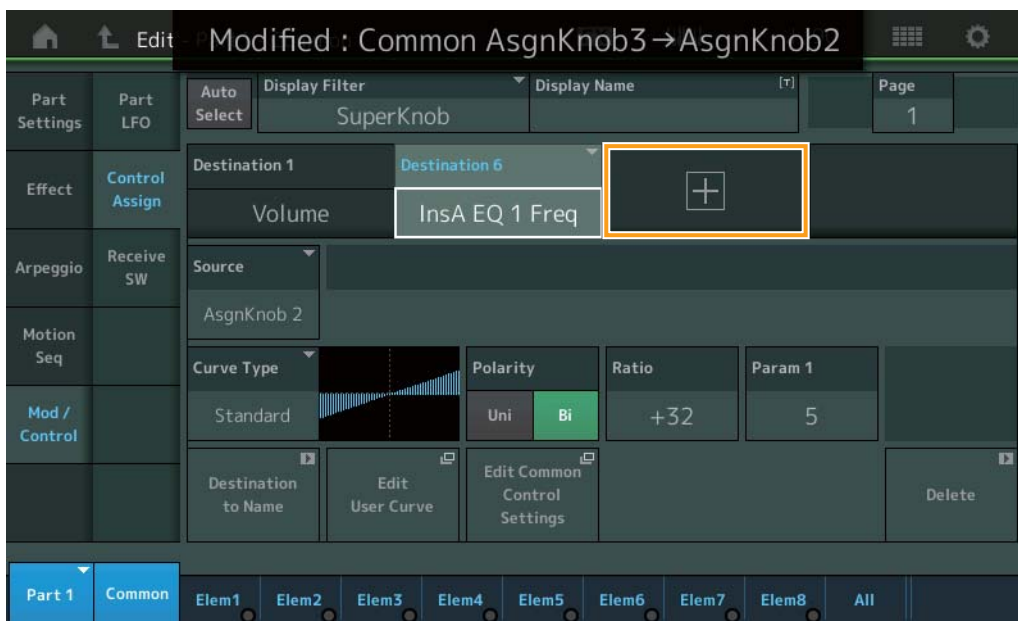 Edit
Modified : Common AsgnKnob3→AsgnKnob2
Part
Settings
Part
LFO
Auto
Select
Display Filter
SuperKnob
Display Name
[T]
Page
1
Effect
Control
Assign
Destination 1
Volume
Destination 6
InsA EQ 1 Freq
+
Arpeggio
Receive
SW
Source
AsgnKnob 2
Motion
Seq
Curve Type
Standard
Polarity
Uni
Bi
Ratio
+32
Param 1
5
Mod /
Control
Destination
to Name
Edit
User Curve
Edit Common
Control
Settings
Delete
Part 1
Common
Elem1
Elem2
Elem3
Elem4
Elem5
Elem6
Elem7
Elem8
All